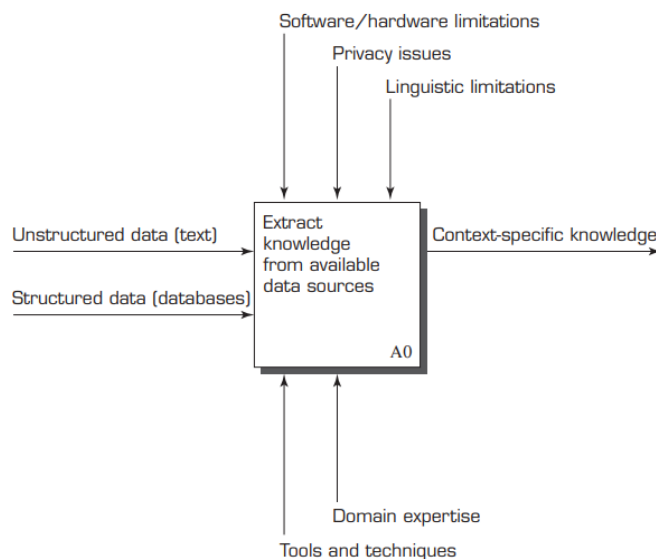 Software/hardware limitations
Privacy issues
Linguistic limitations
Unstructured data (text)
Structured data (databases)
Extract
knowledge
from available
data sources
A0
Context-specific knowledge
Domain expertise
Tools and techniques